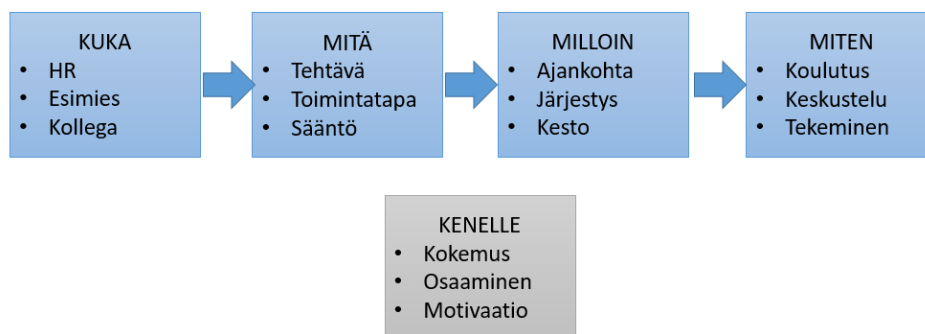 KUKA
• HR
• Esimies
• Kollega
MITÄ
• Tehtävä
• Toimintatapa
• Sääntö
MILLOIN
• Ajankohta
• Järjestys
• Kesto
MITEN
• Koulutus
• Keskustelu
• Tekeminen
KENELLE
• Kokemus
• Osaaminen
• Motivaatio